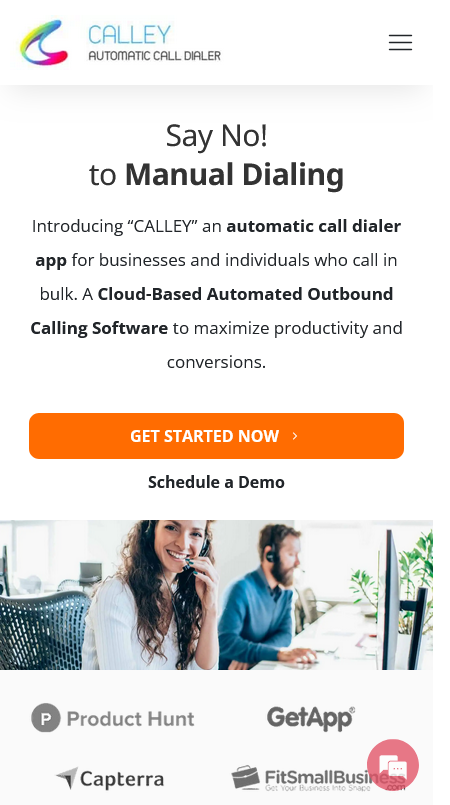 CALLEY
AUTOMATIC CALL DIALER
Say No!
to Manual Dialing
Introducing “CALLEY” an automatic call dialer
app for businesses and individuals who call in
bulk. A Cloud-Based Automated Outbound
Calling Software to maximize productivity and
conversions.
GET STARTED NOW
Schedule a Demo
P Product Hunt
GetApp
Capterra
FitSmallBusiness
Get Your Business Into Shape .com